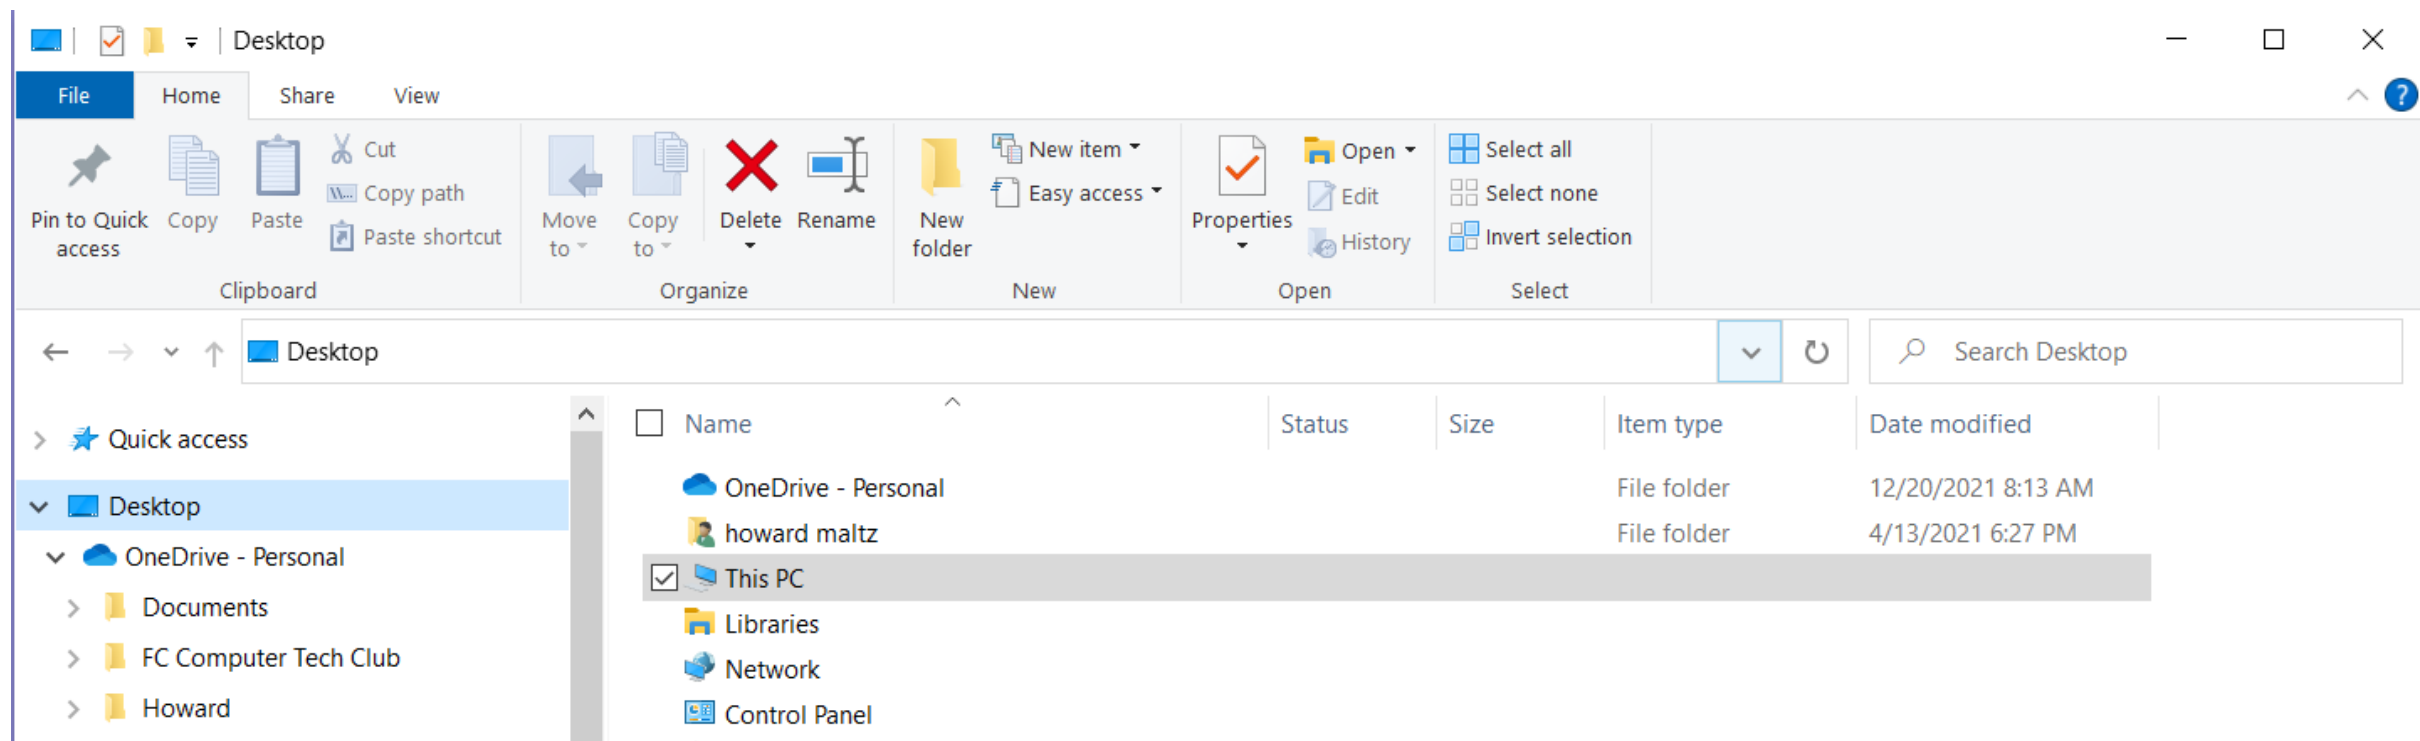 Desktop
File Home Share View
?
Pin to Quick access
Copy
Paste
Cut
\\... Copy path
Paste shortcut
Clipboard
Move to
Copy to
Delete
Rename
Organize
New folder
New item
Easy access
New
Properties
Open
Edit
History
Open
Select all
Select none
Invert selection
Select
Desktop
Search Desktop
Quick access
Desktop
OneDrive - Personal
Documents
FC Computer Tech Club
Howard
Name Status Size Item type Date modified
OneDrive - Personal File folder 12/20/2021 8:13 AM
howard maltz File folder 4/13/2021 6:27 PM
This PC
Libraries
Network
Control Panel